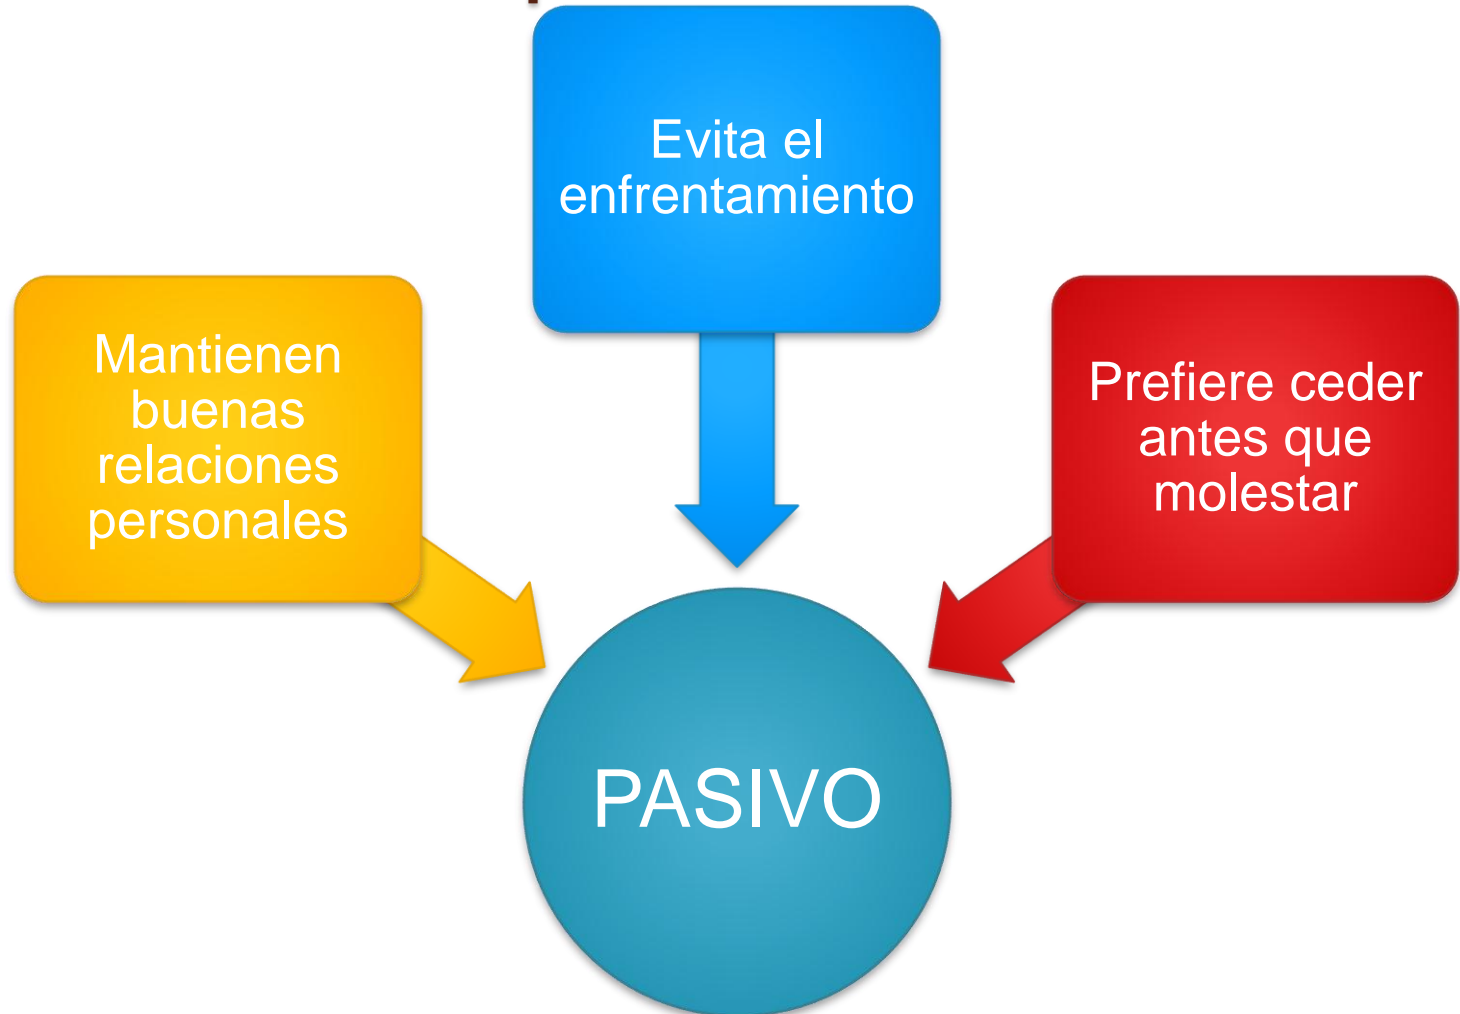 Evita el
enfrentamiento
Mantienen
buenas
relaciones
personales
Prefiere ceder
antes que
molestar
PASIVO